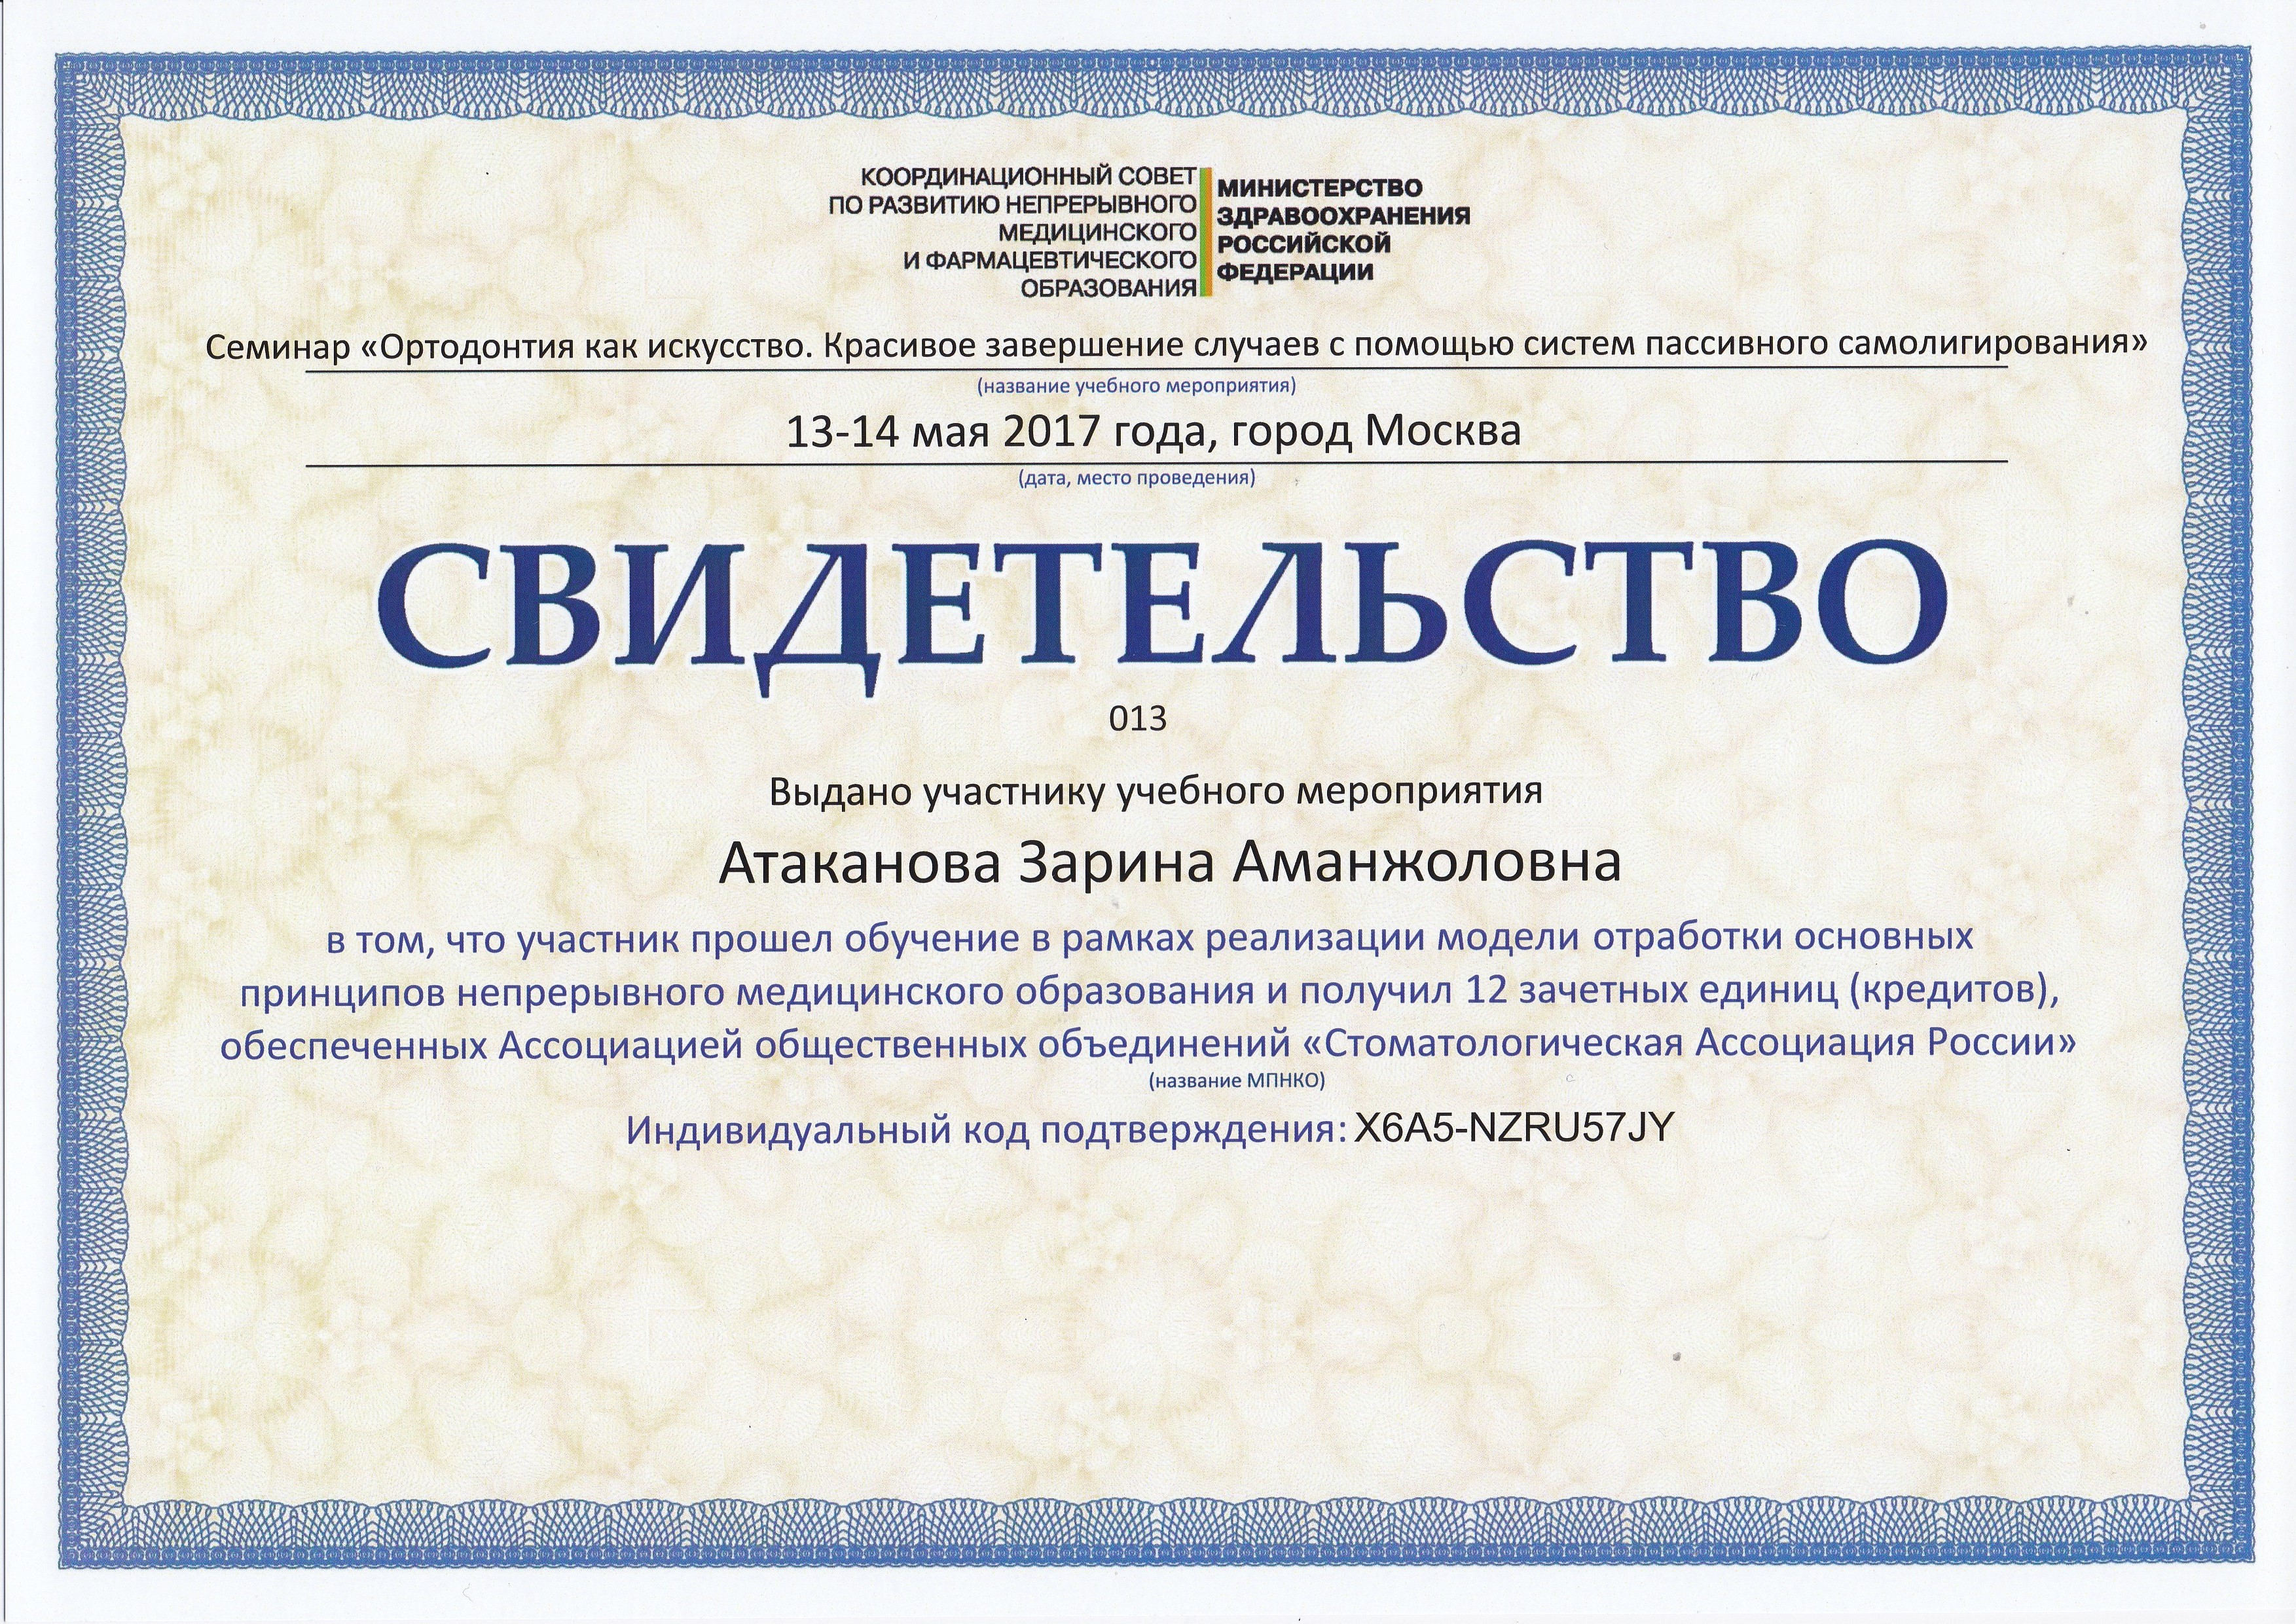 КООРДИНАЦИОННЫЙ СОВЕТ
ПО РАЗВИТИЮ НЕПРЕРЫВНОГО
МЕДИЦИНСКОГО
И ФАРМАЦЕВТИЧЕСКОГО
ОБРАЗОВАНИЯ
МИНИСТЕРСТВО
ЗДРАВООХРАНЕНИЯ
РОССИЙСКОЙ
ФЕДЕРАЦИИ
Семинар «Ортодонтия как искусство. Красивое завершение случаев с помощью систем пассивного самолигирования»
(название учебного мероприятия)
13-14 мая 2017 года, город Москва
(дата, место проведения)
СВИДЕТЕЛЬСТВО
013
Выдано участнику учебного мероприятия
Атаканова Зарина Аманжоловна
в том, что участник прошел обучение в рамках реализации модели отработки основных
принципов непрерывного медицинского образования и получил 12 зачетных единиц (кредитов),
обеспеченных Ассоциацией общественных объединений «Стоматологическая Ассоциация России»
(название МПНКО)
Индивидуальный код подтверждения: X6A5-NZRU57JY